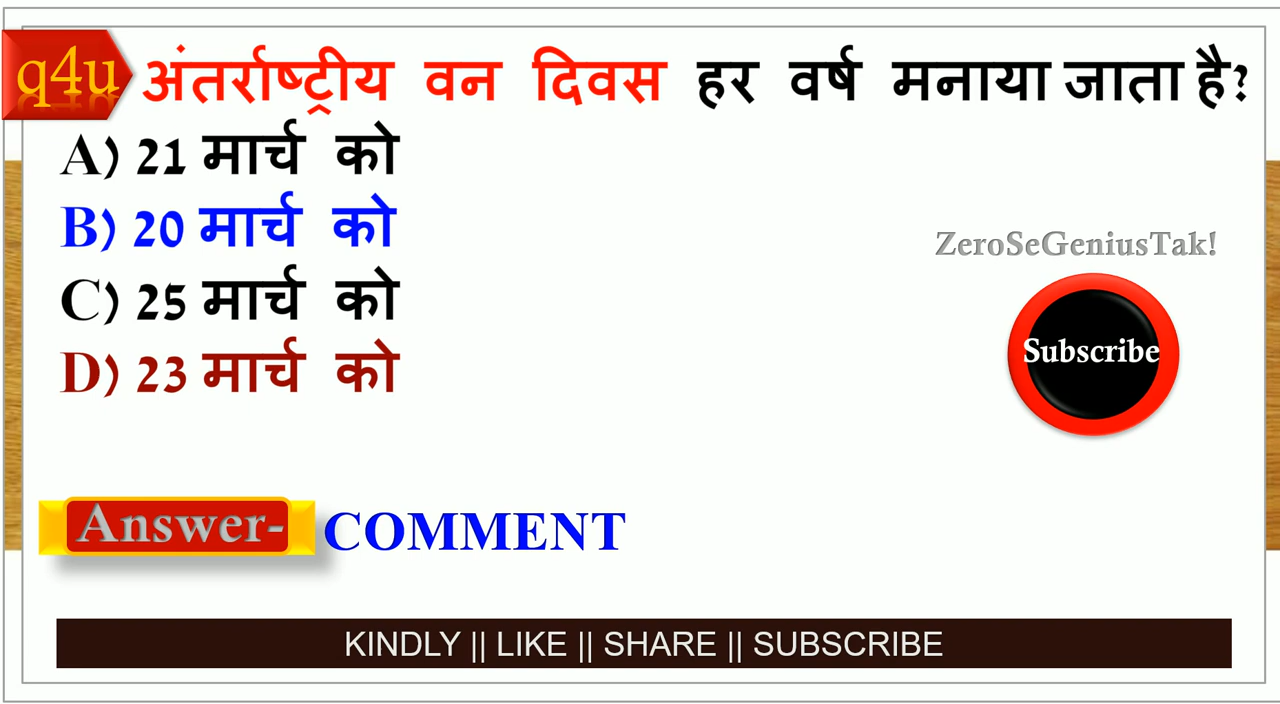 q4u अंतर्राष्ट्रीय वन दिवस हर वर्ष मनाया जाता है?
A) 21 मार्च को
B) 20 मार्च को
C) 25 मार्च को
D) 23 मार्च को
ZeroSeGeniusTak!
Subscribe
Answer- COMMENT
KINDLY || LIKE || SHARE || SUBSCRIBE